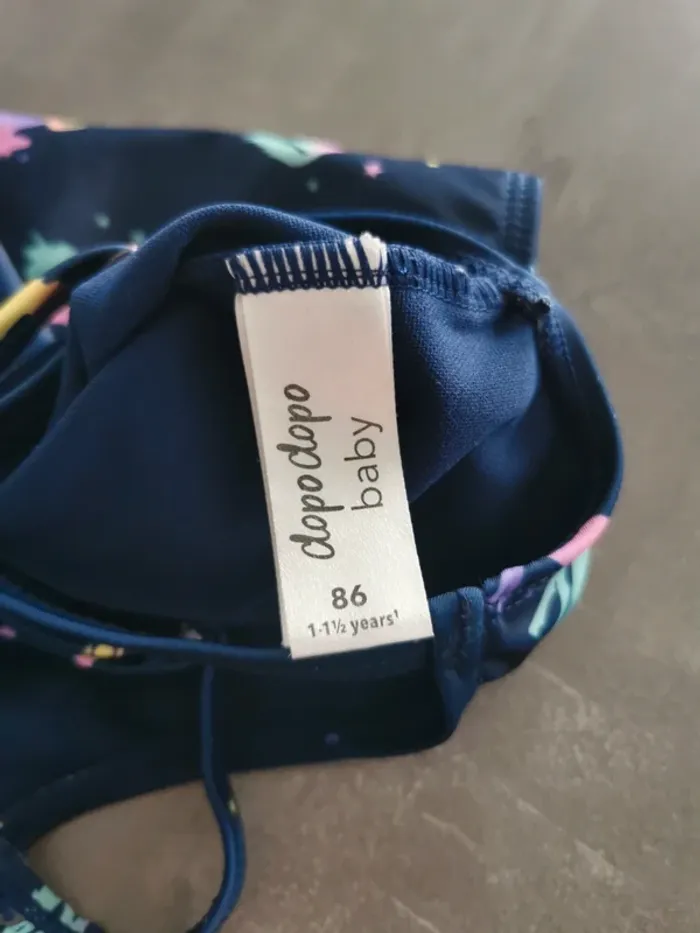 dopodopo
baby
86
1-1½ years¹